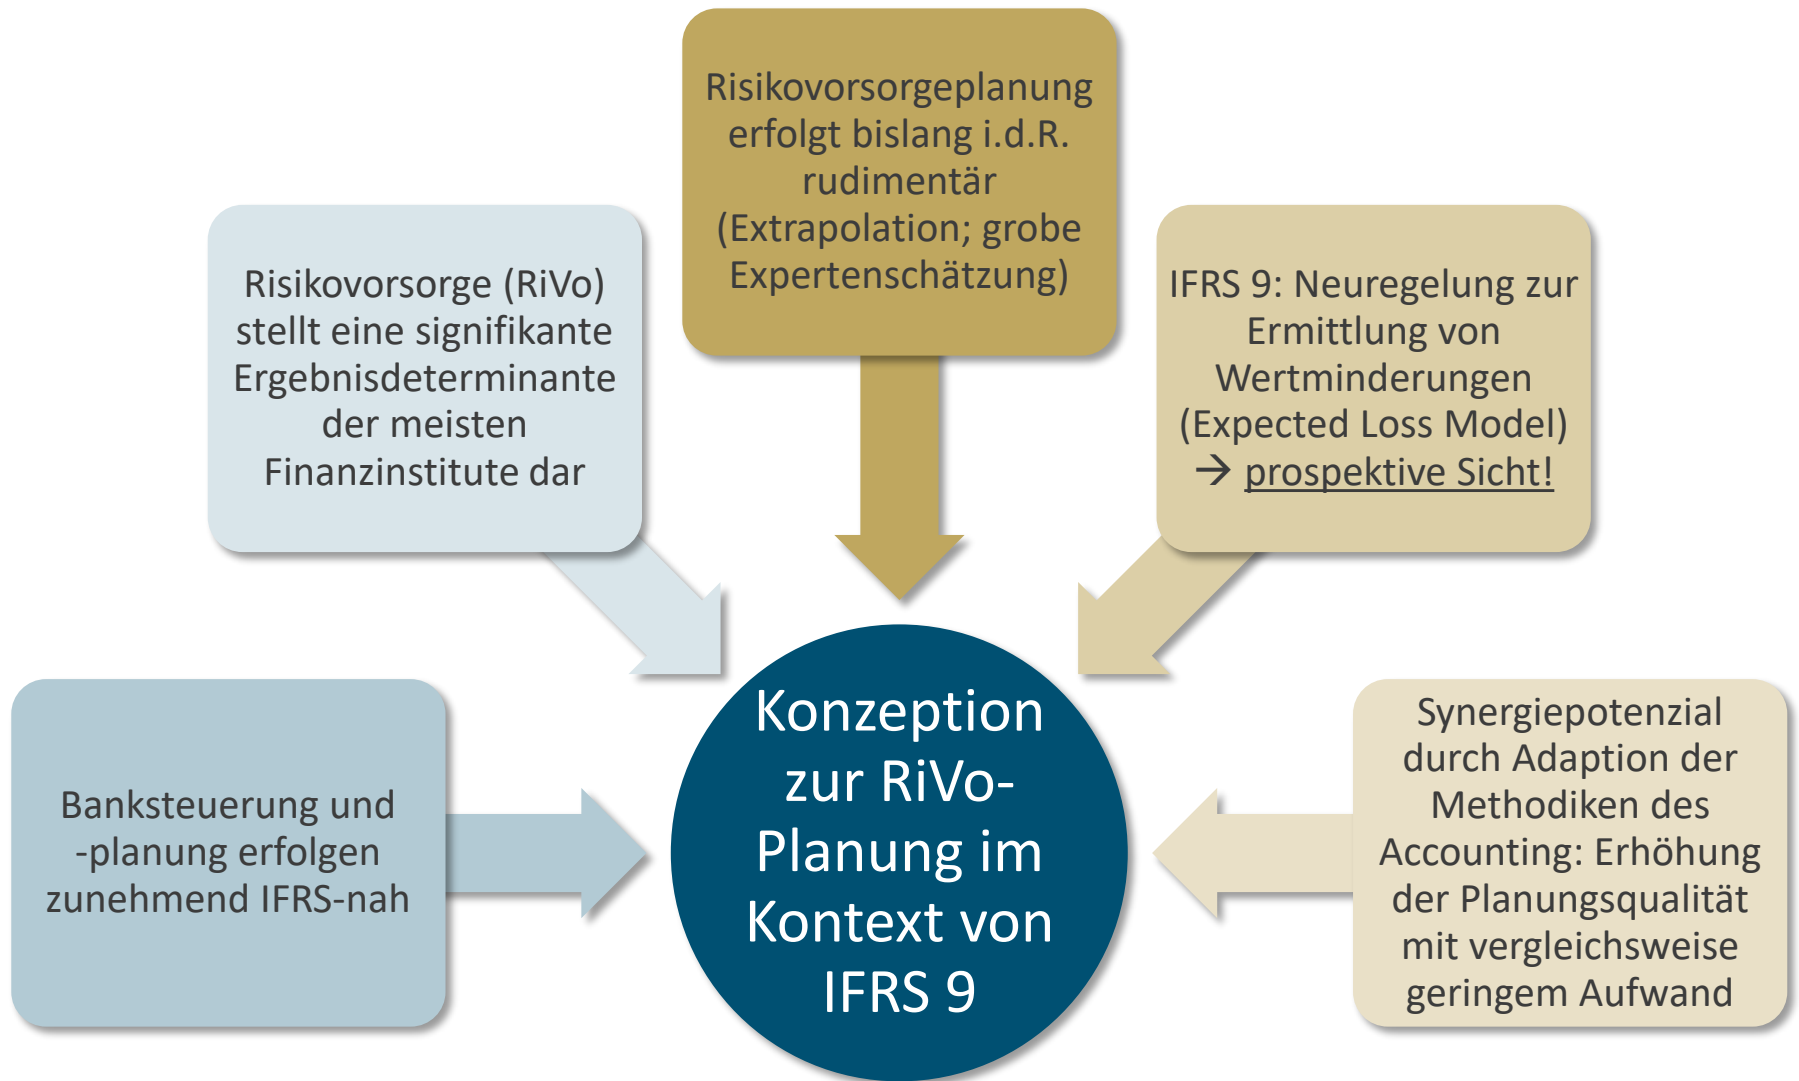 Risikovorsorgeplanung
erfolgt bislang i.d.R.
rudimentär
(Extrapolation; grobe
Expertenschätzung)
Risikovorsorge (RiVo)
stellt eine signifikante
Ergebnisdeterminante
der meisten
Finanzinstitute dar
IFRS 9: Neuregelung zur
Ermittlung von
Wertminderungen
(Expected Loss Model)
→ prospektive Sicht!
Banksteuerung und
-planung erfolgen
zunehmend IFRS-nah
Konzeption
zur RiVo-
Planung im
Kontext von
IFRS 9
Synergiepotenzial
durch Adaption der
Methodiken des
Accounting: Erhöhung
der Planungsqualität
mit vergleichsweise
geringem Aufwand